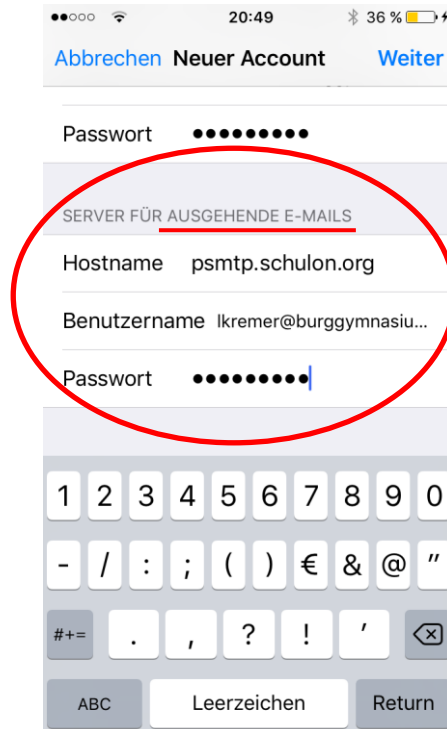 20:49 36 %
Abbrechen Neuer Account Weiter
Passwort ●●●●●●●●●
SERVER FÜR AUSGEHENDE E-MAILS
Hostname psmtp.schulon.org
Benutzername lkremer@burggymnasiu...
Passwort ●●●●●●●●●
1 2 3 4 5 6 7 8 9 0
- / : ; ( ) € & @ "
#+= . , ? ! '
ABC Leerzeichen Return